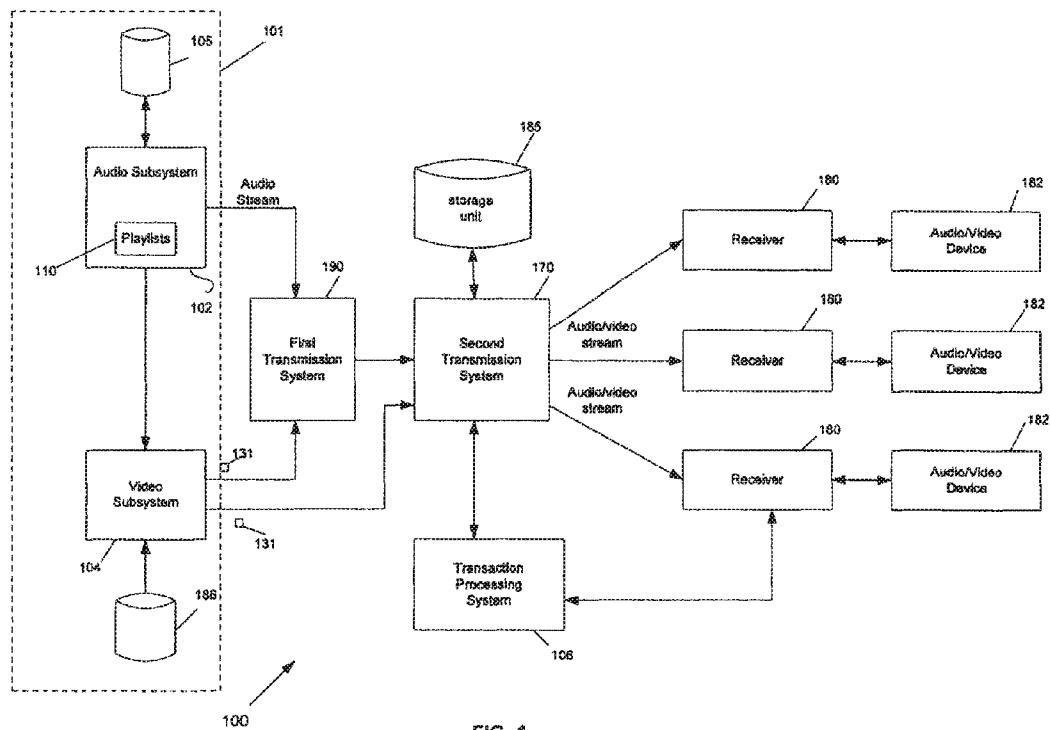 105
101
Audio Subsystem
Playlists
110
102
Audio
Stream
190
First
Transmission
System
185
storage
unit
170
Second
Transmission
System
Audio/video
stream
Audio/video
stream
180
Receiver
182
Audio/Video
Device
180
Receiver
182
Audio/Video
Device
180
Receiver
182
Audio/Video
Device
131
131
Video
Subsystem
104
186
Transaction
Processing
System
106
100